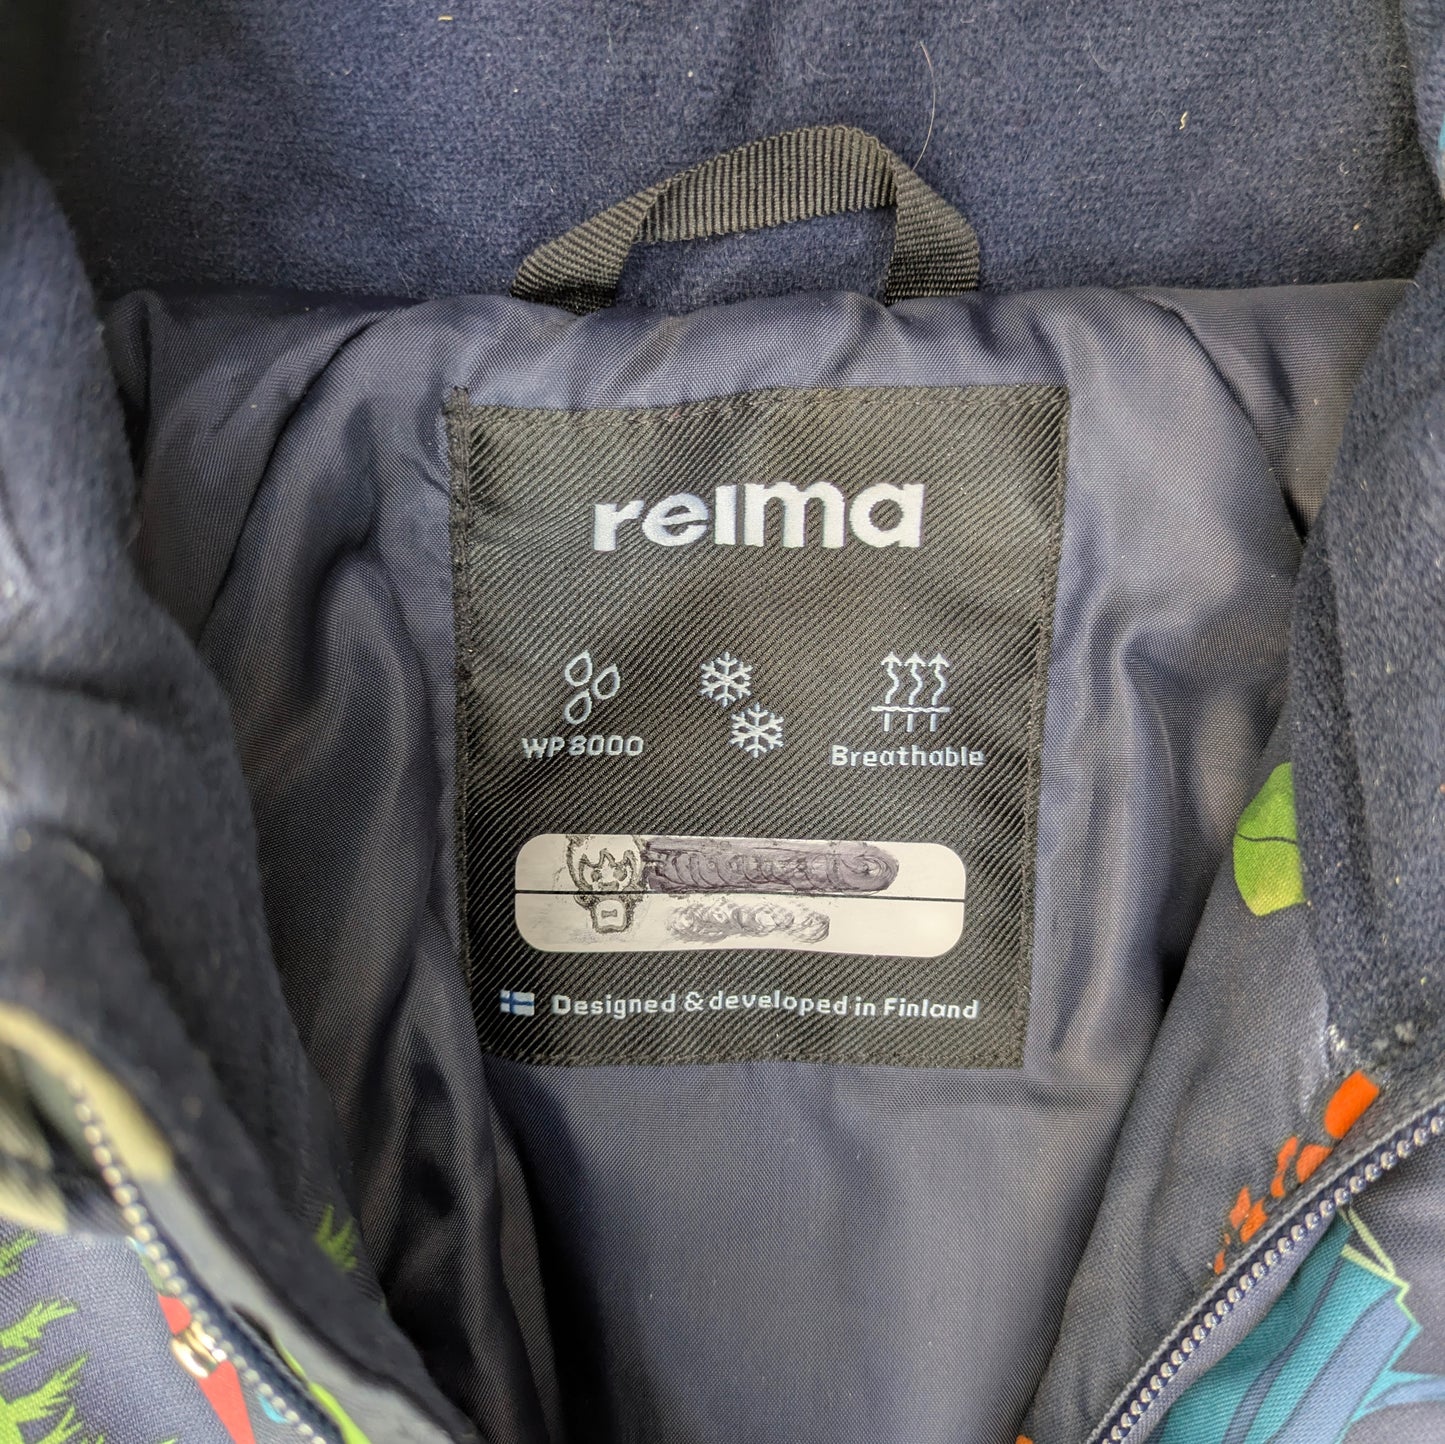 reima
WP 8000
Breathable
Designed & developed in Finland